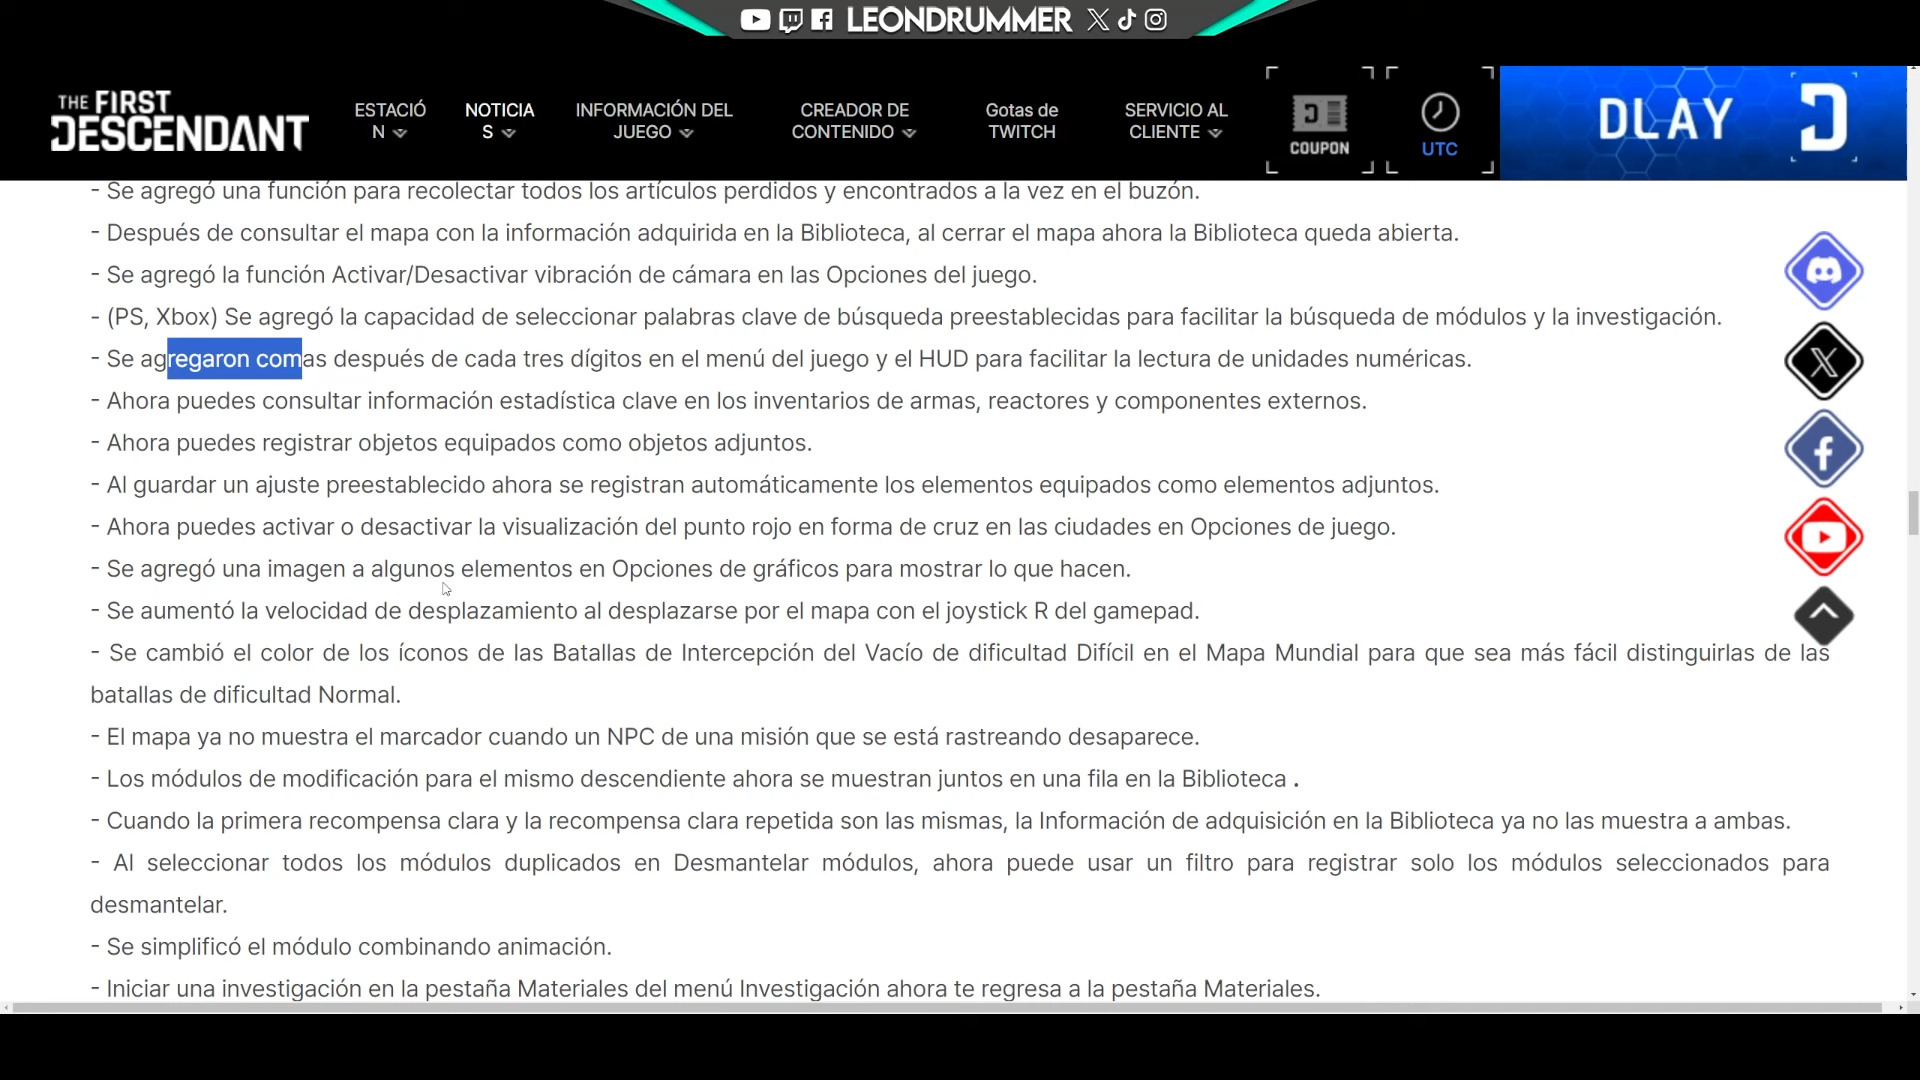 LEONDRUMMER
THE FIRST
DESCENDANT
ESTACIÓ
N
NOTICIA
S
INFORMACIÓN DEL
JUEGO
CREADOR DE
CONTENIDO
Gotas de
TWITCH
SERVICIO AL
CLIENTE
COUPON
UTC
DLAY
- Se agregó una función para recolectar todos los artículos perdidos y encontrados a la vez en el buzón.
- Después de consultar el mapa con la información adquirida en la Biblioteca, al cerrar el mapa ahora la Biblioteca queda abierta.
- Se agregó la función Activar/Desactivar vibración de cámara en las Opciones del juego.
- (PS, Xbox) Se agregó la capacidad de seleccionar palabras clave de búsqueda preestablecidas para facilitar la búsqueda de módulos y la investigación.
- Se agregaron comas después de cada tres dígitos en el menú del juego y el HUD para facilitar la lectura de unidades numéricas.
- Ahora puedes consultar información estadística clave en los inventarios de armas, reactores y componentes externos.
- Ahora puedes registrar objetos equipados como objetos adjuntos.
- Al guardar un ajuste preestablecido ahora se registran automáticamente los elementos equipados como elementos adjuntos.
- Ahora puedes activar o desactivar la visualización del punto rojo en forma de cruz en las ciudades en Opciones de juego.
- Se agregó una imagen a algunos elementos en Opciones de gráficos para mostrar lo que hacen.
- Se aumentó la velocidad de desplazamiento al desplazarse por el mapa con el joystick R del gamepad.
- Se cambió el color de los íconos de las Batallas de Intercepción del Vacío de dificultad Difícil en el Mapa Mundial para que sea más fácil distinguirlas de las
batallas de dificultad Normal.
- El mapa ya no muestra el marcador cuando un NPC de una misión que se está rastreando desaparece.
- Los módulos de modificación para el mismo descendiente ahora se muestran juntos en una fila en la Biblioteca .
- Cuando la primera recompensa clara y la recompensa clara repetida son las mismas, la Información de adquisición en la Biblioteca ya no las muestra a ambas.
- Al seleccionar todos los módulos duplicados en Desmantelar módulos, ahora puede usar un filtro para registrar solo los módulos seleccionados para
desmantelar.
- Se simplificó el módulo combinando animación.
- Iniciar una investigación en la pestaña Materiales del menú Investigación ahora te regresa a la pestaña Materiales.